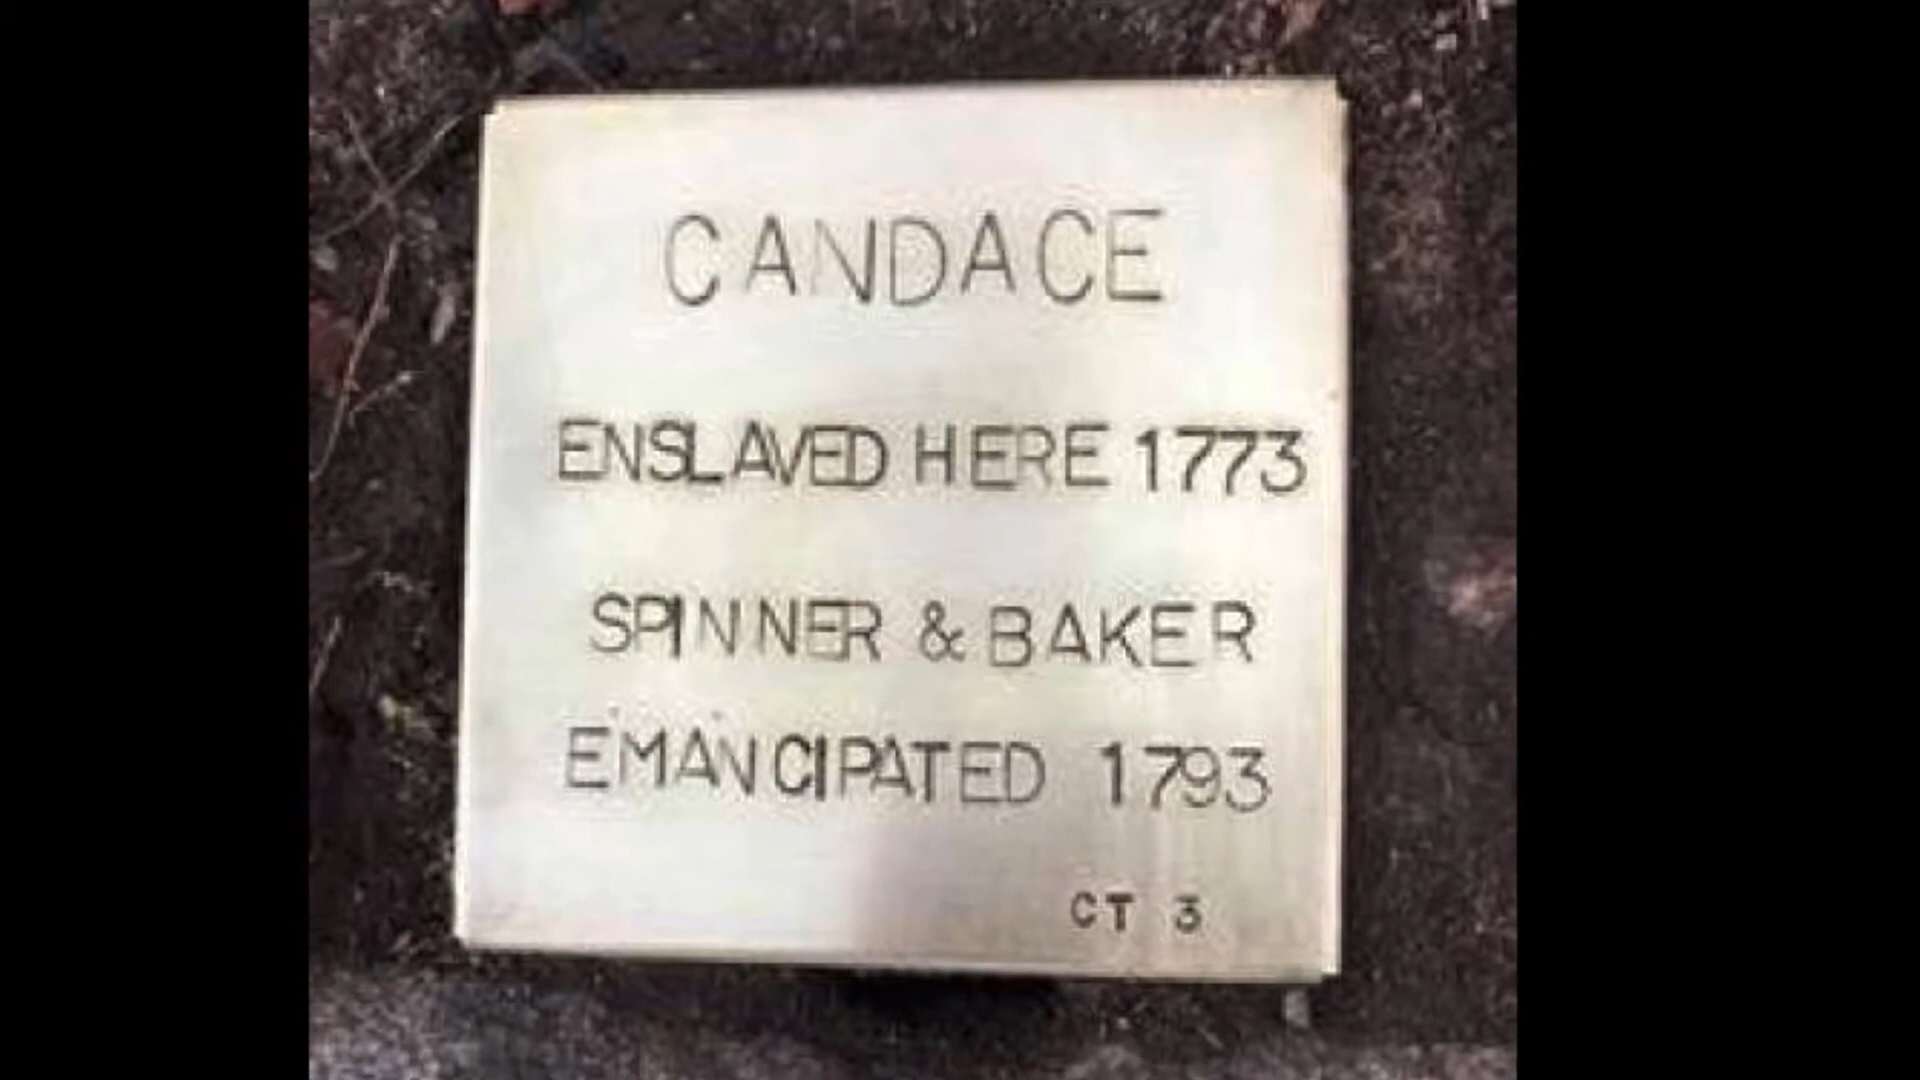 CANDACE
ENSLAVED HERE 1773
SPINNER & BAKER
EMANCIPATED 1793
CT 3